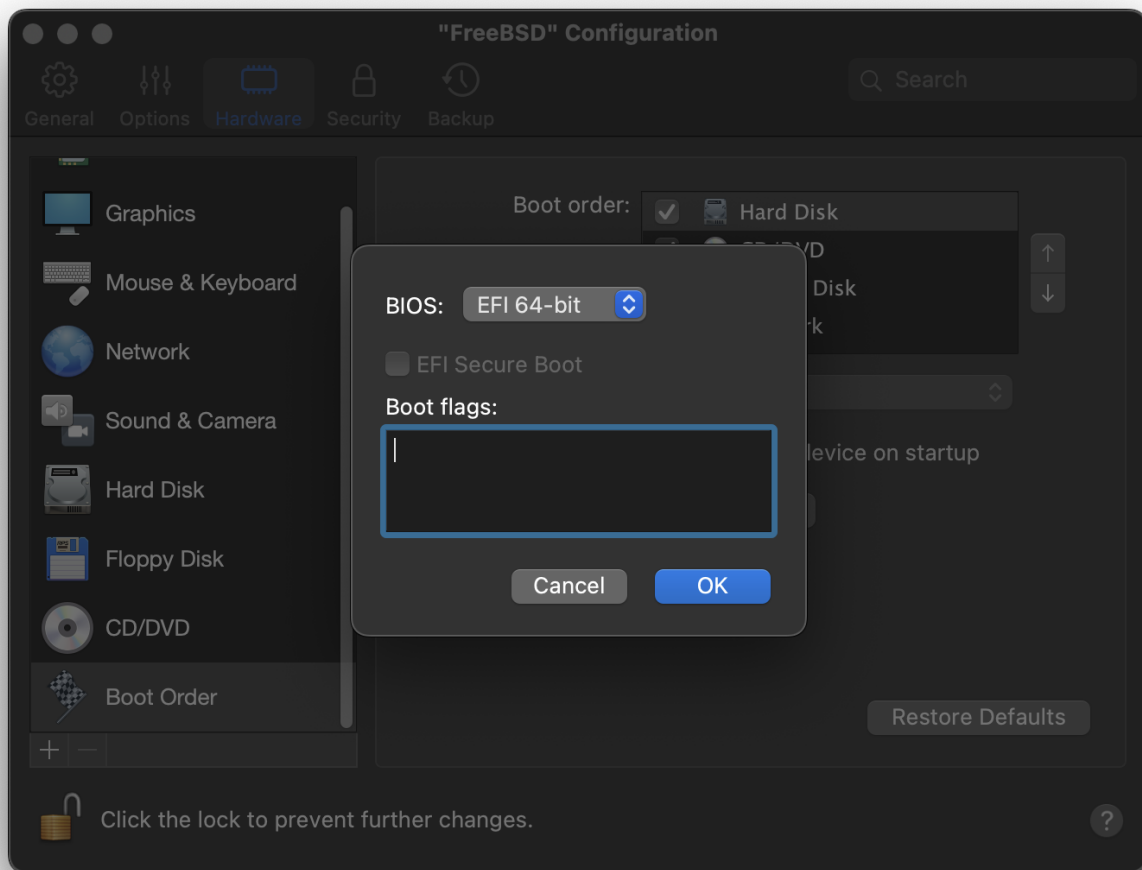 "FreeBSD" Configuration
General
Options
Hardware
Security
Backup
Search
Graphics
Mouse & Keyboard
Network
Sound & Camera
Hard Disk
Floppy Disk
CD/DVD
Boot Order
Boot order:
Hard Disk
CD/DVD
Disk
BIOS:
EFI 64-bit
EFI Secure Boot
Boot flags:
device on startup
Cancel
OK
Restore Defaults
Click the lock to prevent further changes.
?